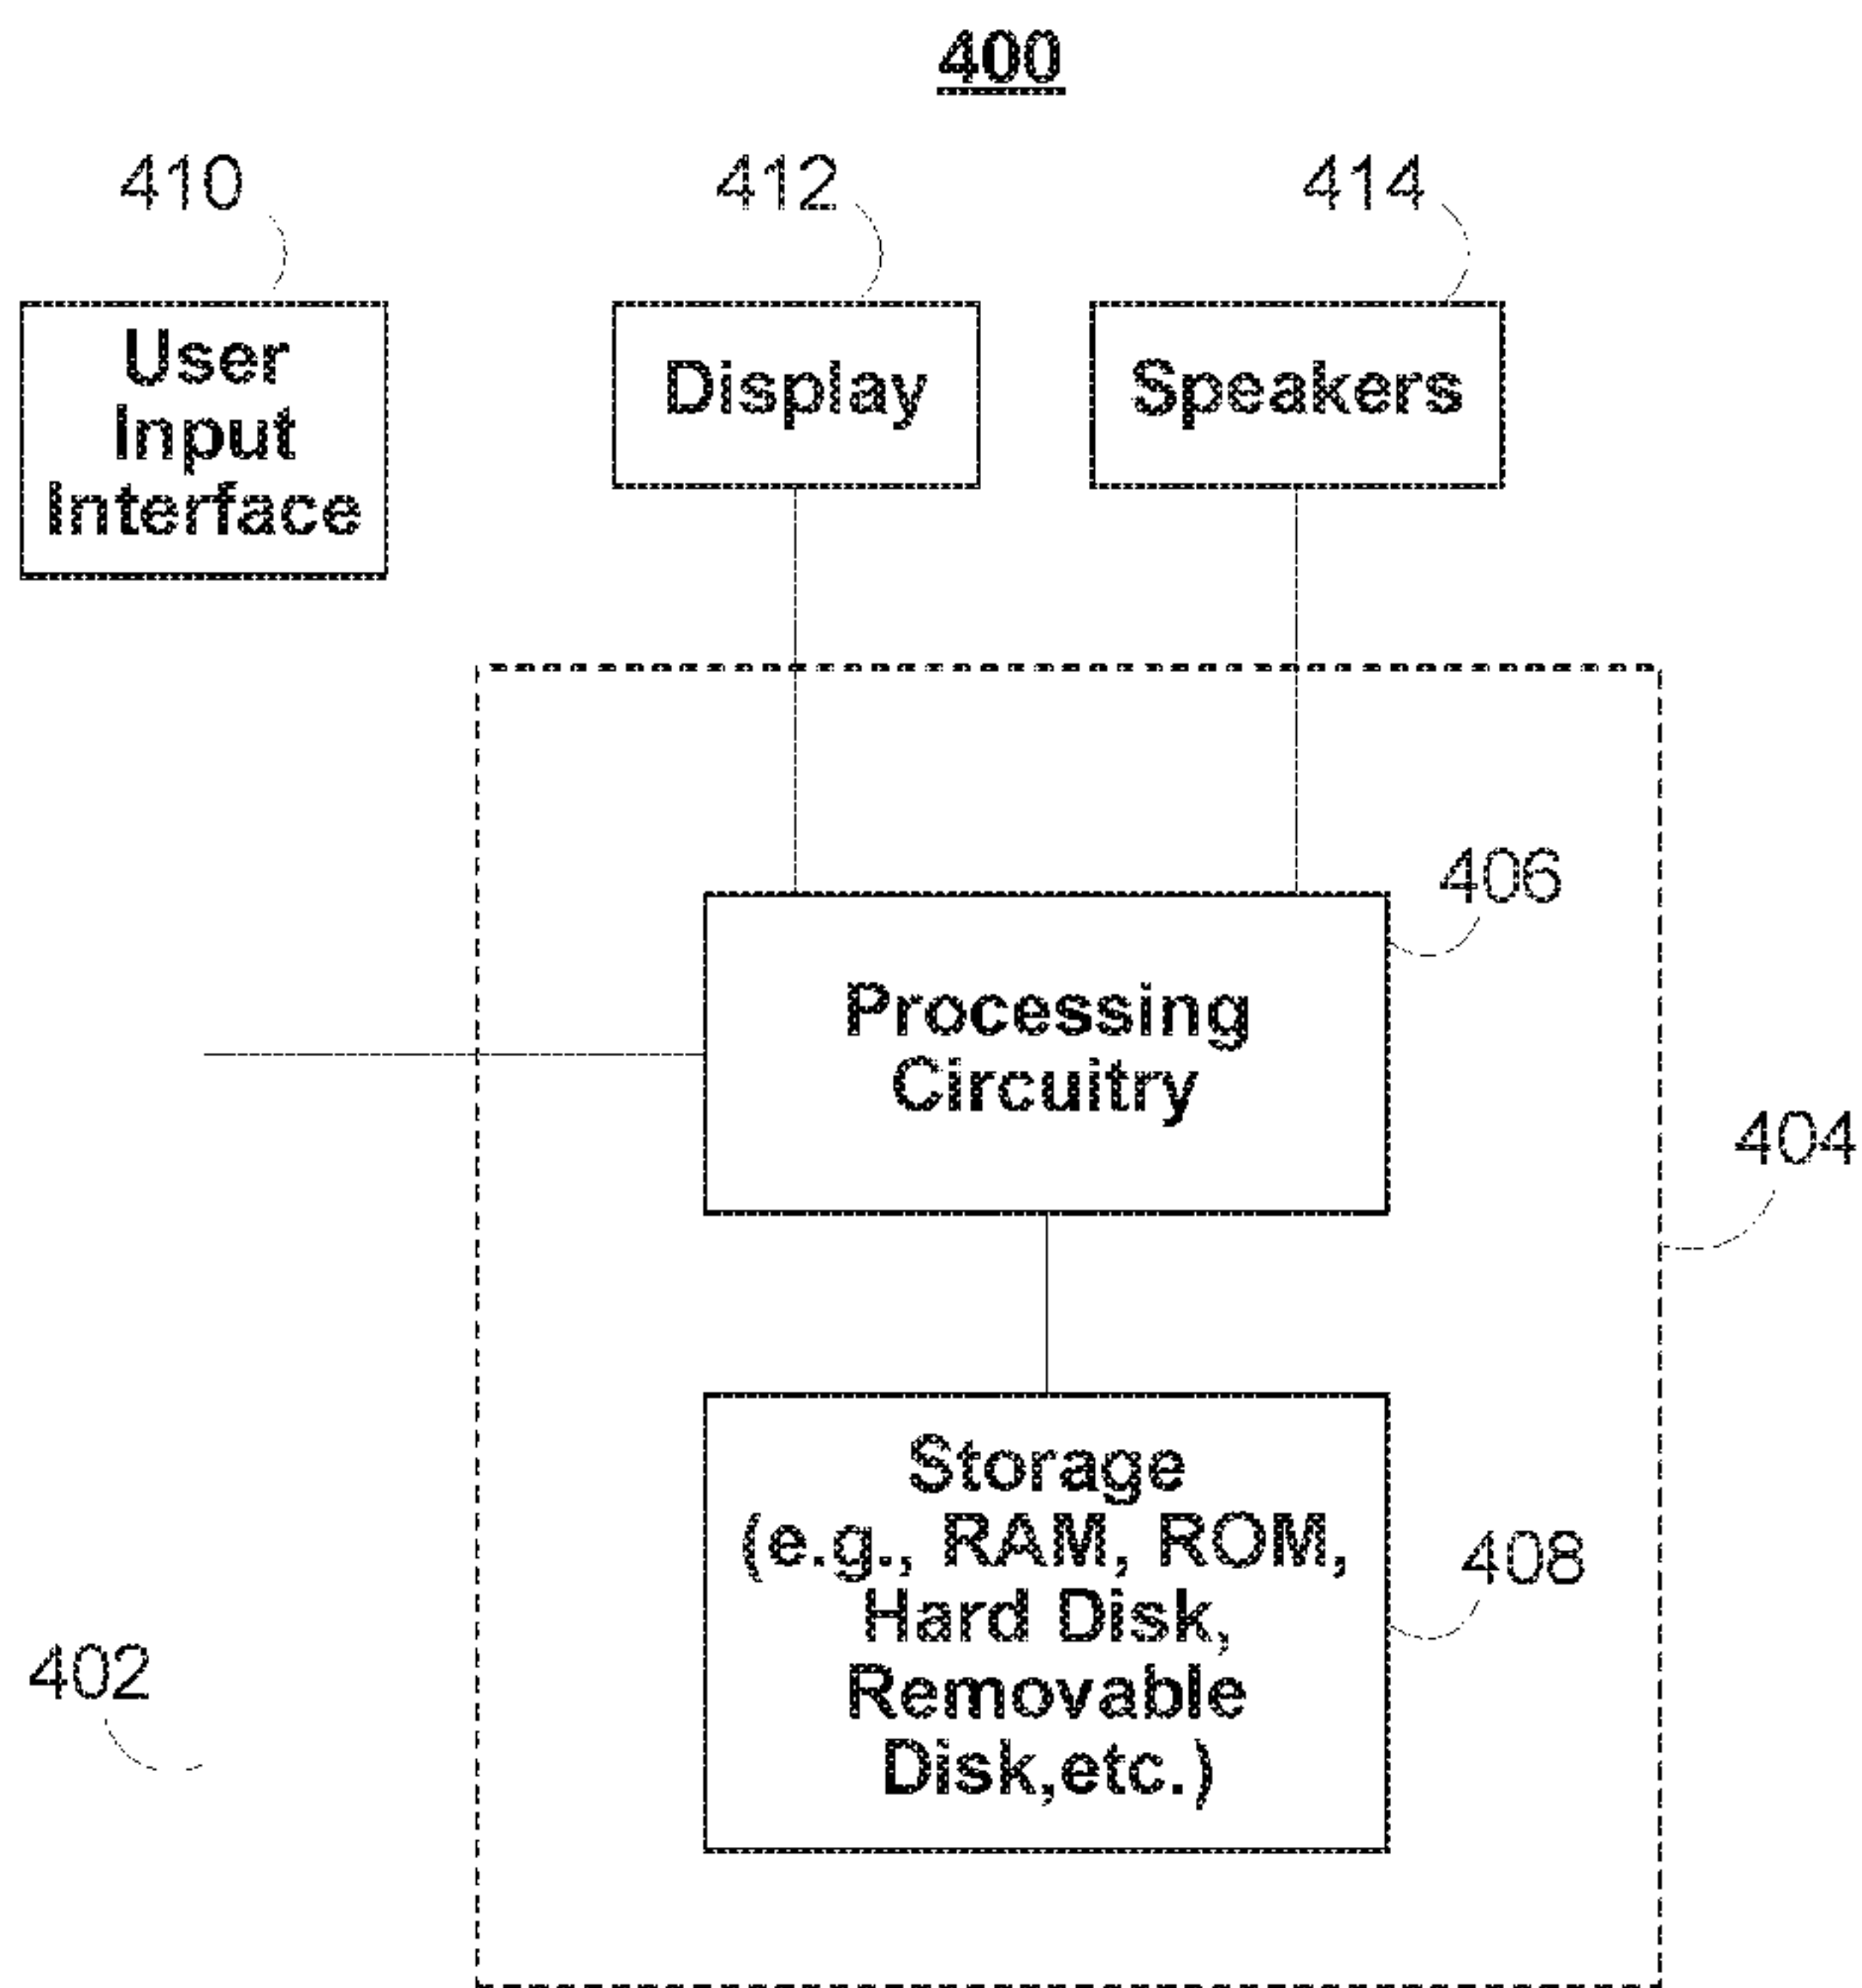 400
410
412
414
User
Input
Interface
Display
Speakers
406
Processing
Circuitry
404
Storage
(e.g., RAM, ROM,
Hard Disk,
Removable
Disk,etc.)
408
402